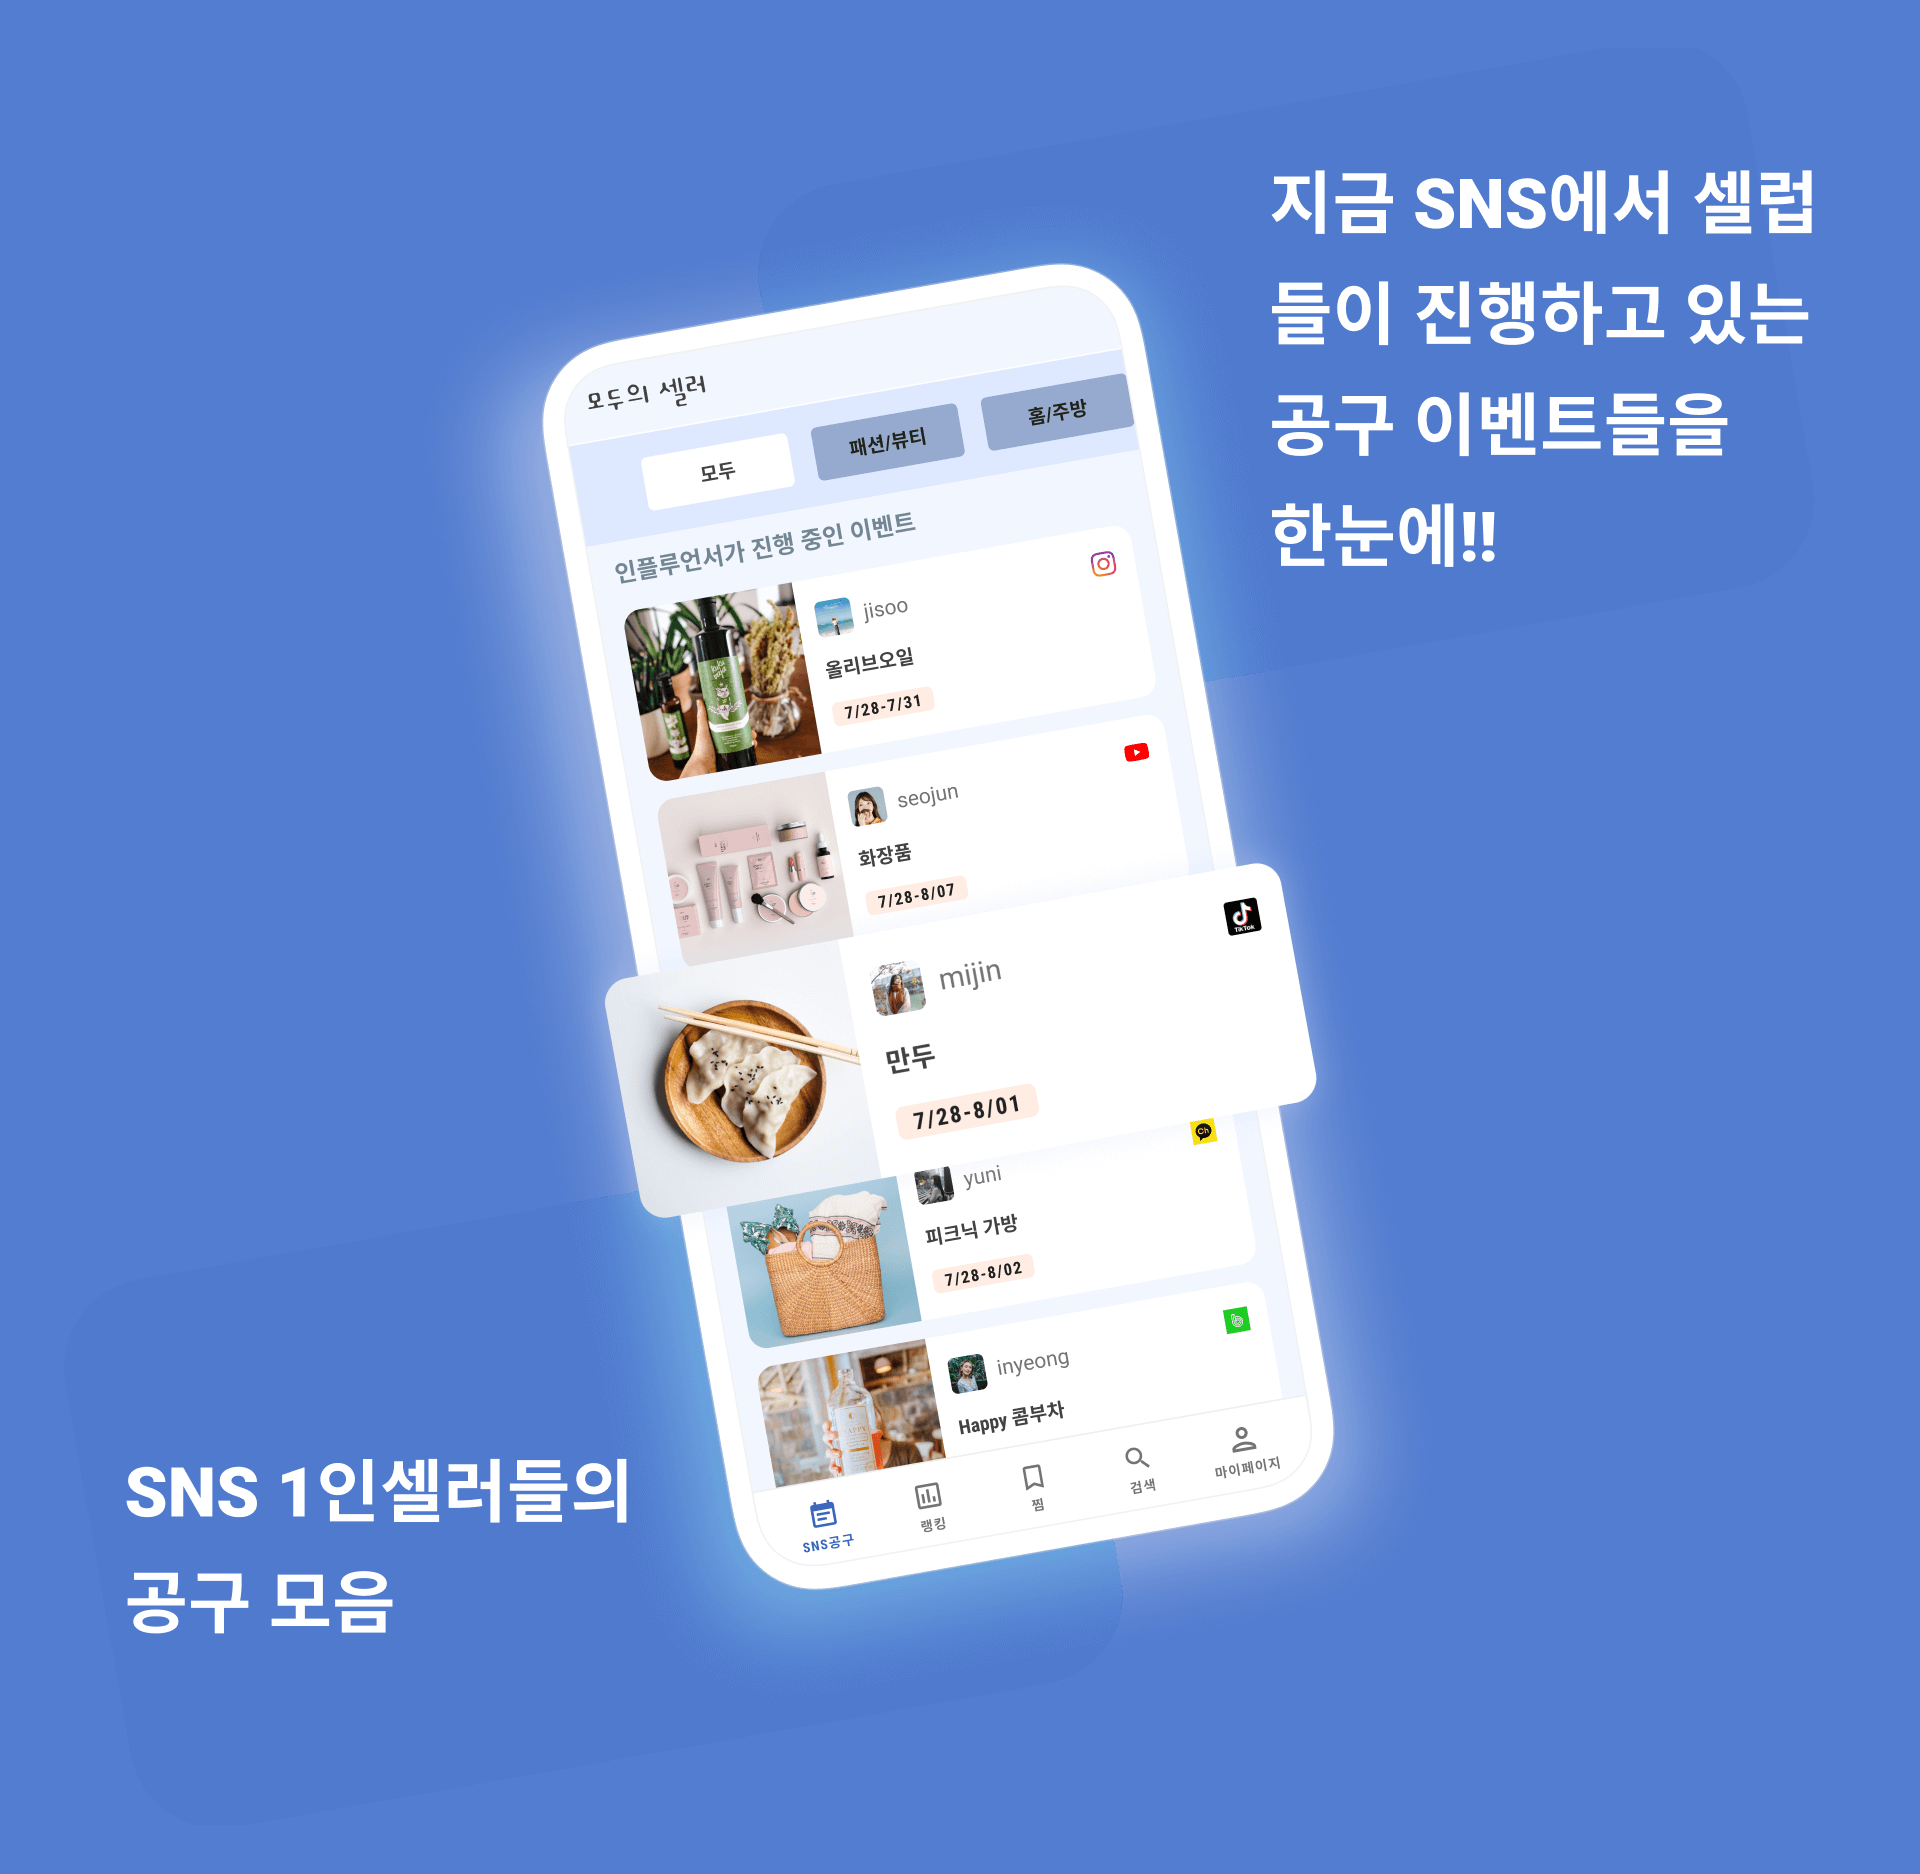 지금 SNS에서 셀럽
들이 진행하고 있는
공구 이벤트들을
한눈에!!
모두의 셀러
모두
패션/뷰티
홈/주방
인플루언서가 진행 중인 이벤트
jisoo
올리브오일
7/28-7/31
seojun
화장품
7/28-8/07
TikTok
mijin
만두
7/28-8/01
Ch
yuni
피크닉 가방
7/28-8/02
b
inyeong
Happy 콤부차
HAPPY
SNS공구
랭킹
찜
검색
마이페이지
SNS 1인셀러들의
공구 모음